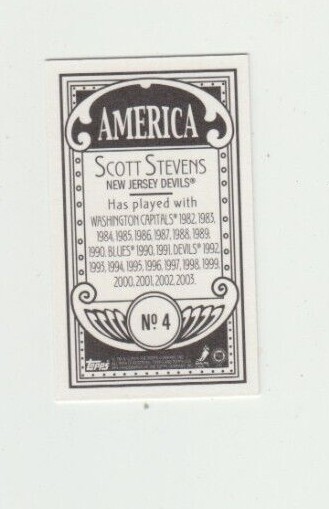 AMERICA
SCOTT STEVENS
NEW JERSEY DEVILS®
Has played with
WASHINGTON CAPITALS® 1982, 1983,
1984, 1985, 1986, 1987, 1988, 1989,
1990. BLUES® 1990, 1991. DEVILS® 1992,
1993, 1994, 1995, 1996, 1997, 1998, 1999,
2000, 2001, 2002, 2003.
Nº 4
Topps